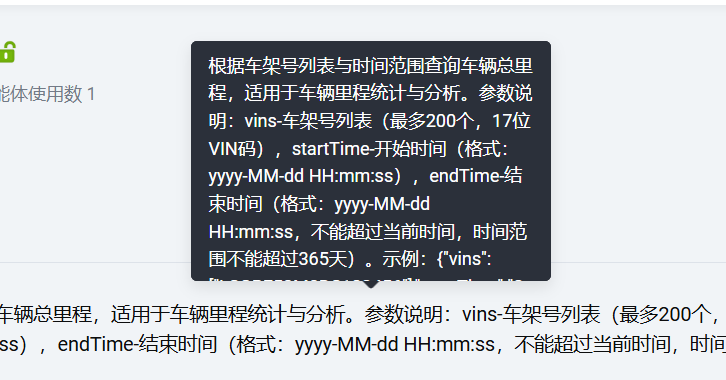 能体使用数 1
根据车架号列表与时间范围查询车辆总里
程，适用于车辆里程统计与分析。参数说
明：vins-车架号列表（最多200个，17位
VIN码），startTime-开始时间（格式：
yyyy-MM-dd HH:mm:ss），endTime-结
束时间（格式：yyyy-MM-dd
HH:mm:ss，不能超过当前时间，时间范
围不能超过365天）。示例：{"vins":
车辆总里程，适用于车辆里程统计与分析。参数说明：vins-车架号列表（最多200个，
ss），endTime-结束时间（格式：yyyy-MM-dd HH:mm:ss，不能超过当前时间，时间